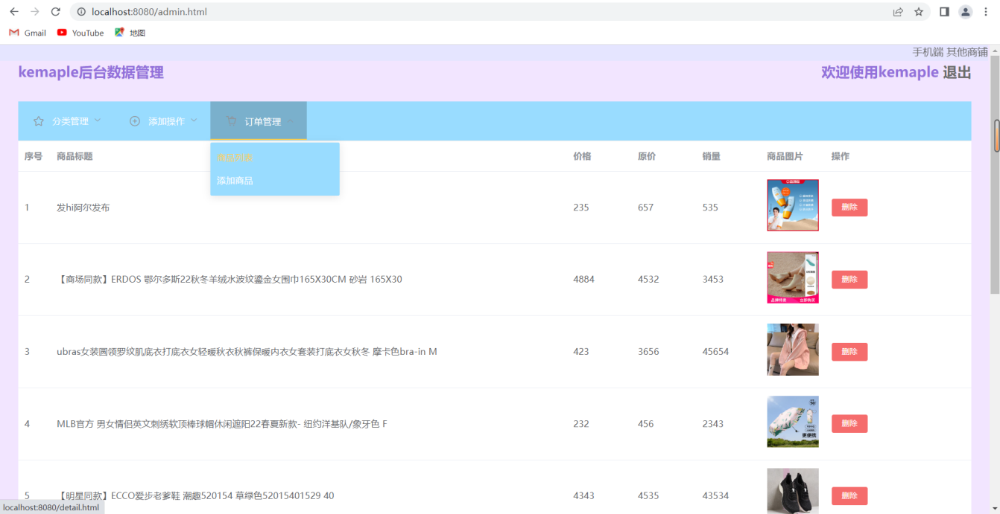 localhost:8080/admin.html
Gmail YouTube 地图
手机端 其他商铺
kemaple后台数据管理 欢迎使用kemaple 退出
分类管理 添加操作 订单管理
商品列表
添加商品
序号 商品标题 价格 原价 销量 商品图片 操作
1 发hi阿尔发布 235 657 535 删除
2 【商场同款】ERDOS 鄂尔多斯22秋冬羊绒水波纹鎏金女围巾165X30CM 砂岩 165X30 4884 4532 3453 删除
3 ubras女装圆领罗纹肌底衣打底衣女轻暖秋衣秋裤保暖内衣女套装打底衣女秋冬 摩卡色bra-in M 423 3656 45654 删除
4 MLB官方 男女情侣英文刺绣软顶棒球帽休闲遮阳22春夏新款- 纽约洋基队/象牙色 F 232 456 2343 删除
5 【明星同款】ECCO爱步老爹鞋 潮趣520154 草绿色52015401529 40 4343 4535 43534 删除
localhost:8080/detail.html